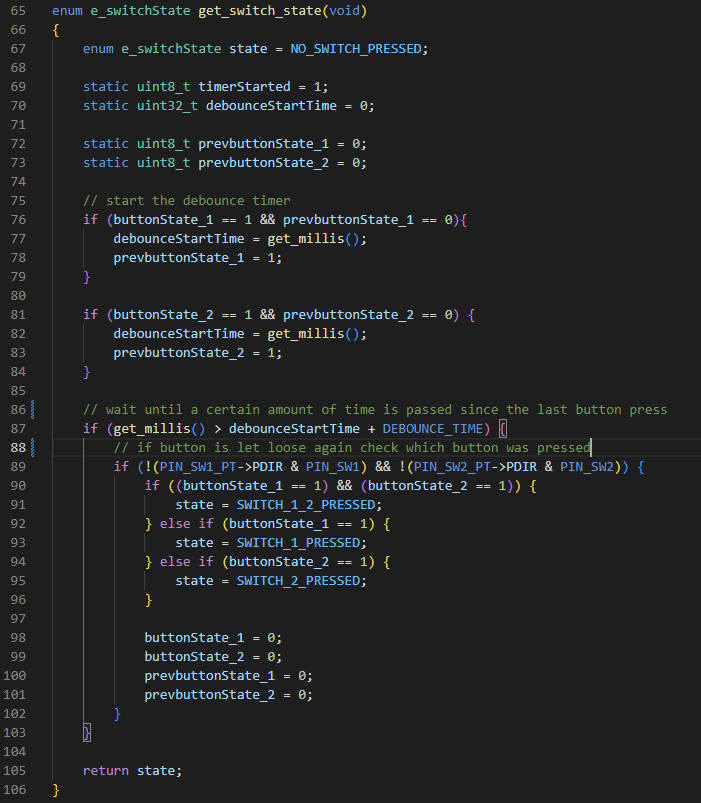 65 enum e_switchState get_switch_state(void)
66 {
67     enum e_switchState state = NO_SWITCH_PRESSED;
68
69     static uint8_t timerStarted = 1;
70     static uint32_t debounceStartTime = 0;
71
72     static uint8_t prevbuttonState_1 = 0;
73     static uint8_t prevbuttonState_2 = 0;
74
75     // start the debounce timer
76     if (buttonState_1 == 1 && prevbuttonState_1 == 0){
77         debounceStartTime = get_millis();
78         prevbuttonState_1 = 1;
79     }
80
81     if (buttonState_2 == 1 && prevbuttonState_2 == 0) {
82         debounceStartTime = get_millis();
83         prevbuttonState_2 = 1;
84     }
85
86     // wait until a certain amount of time is passed since the last button press
87     if (get_millis() > debounceStartTime + DEBOUNCE_TIME) {
88         // if button is let loose again check which button was pressed
89         if (!(PIN_SW1_PT->PDIR & PIN_SW1) && !(PIN_SW2_PT->PDIR & PIN_SW2)) {
90             if ((buttonState_1 == 1) && (buttonState_2 == 1)) {
91                 state = SWITCH_1_2_PRESSED;
92             } else if (buttonState_1 == 1) {
93                 state = SWITCH_1_PRESSED;
94             } else if (buttonState_2 == 1) {
95                 state = SWITCH_2_PRESSED;
96             }
97
98             buttonState_1 = 0;
99             buttonState_2 = 0;
100             prevbuttonState_1 = 0;
101             prevbuttonState_2 = 0;
102         }
103     }
104
105     return state;
106 }